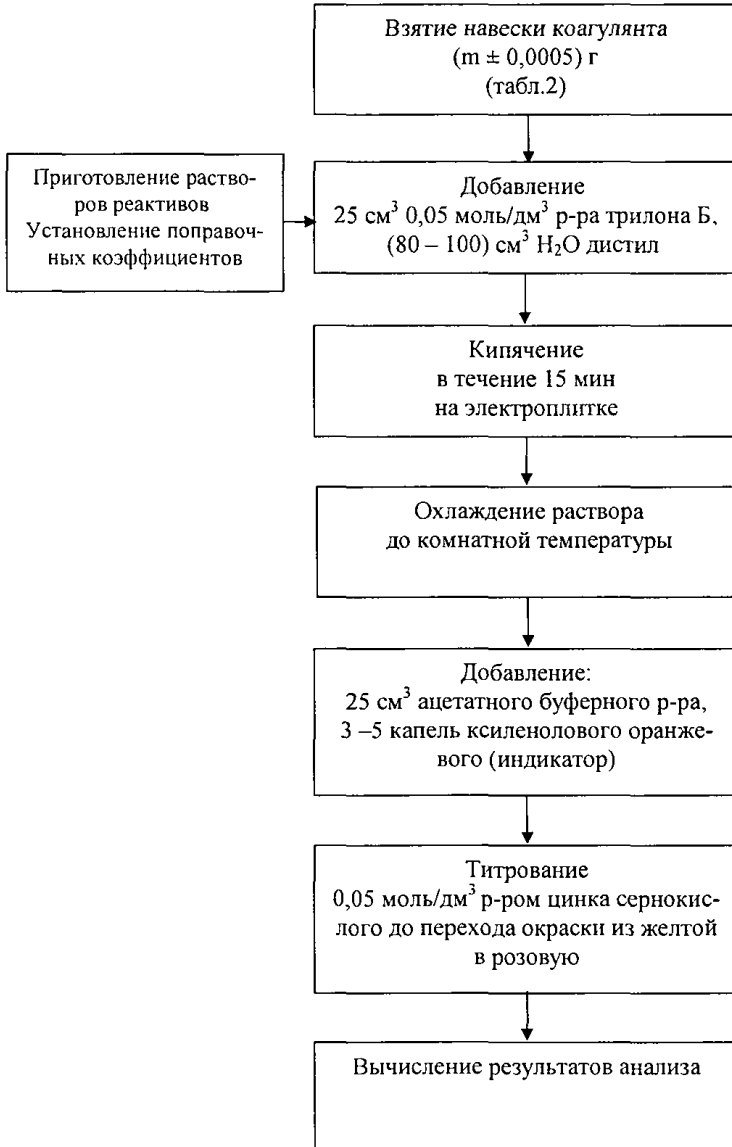 Взятие навески коагулянта
(m ± 0,0005) г
(табл.2)
Приготовление раство-
ров реактивов
Установление поправоч-
ных коэффициентов
Добавление
25 см³ 0,05 моль/дм³ р-ра трилона Б,
(80 – 100) см³ H₂O дистил
Кипячение
в течение 15 мин
на электроплитке
Охлаждение раствора
до комнатной температуры
Добавление:
25 см³ ацетатного буферного р-ра,
3 –5 капель ксиленолового оранже-
вого (индикатор)
Титрование
0,05 моль/дм³ р-ром цинка сернокис-
лого до перехода окраски из желтой
в розовую
Вычисление результатов анализа